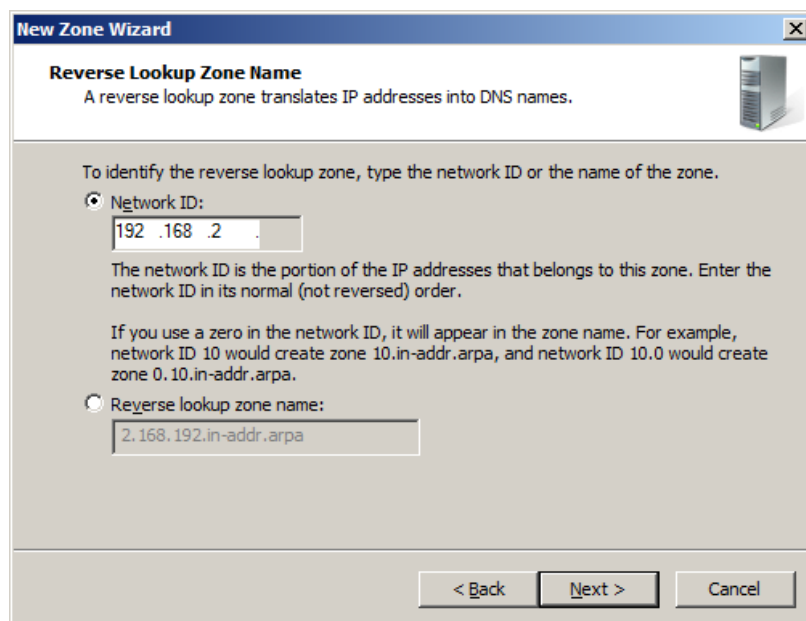 New Zone Wizard
Reverse Lookup Zone Name
A reverse lookup zone translates IP addresses into DNS names.
To identify the reverse lookup zone, type the network ID or the name of the zone.
Network ID:
192 .168 .2 .
The network ID is the portion of the IP addresses that belongs to this zone. Enter the
network ID in its normal (not reversed) order.
If you use a zero in the network ID, it will appear in the zone name. For example,
network ID 10 would create zone 10.in-addr.arpa, and network ID 10.0 would create
zone 0.10.in-addr.arpa.
Reverse lookup zone name:
2.168.192.in-addr.arpa
< Back Next > Cancel